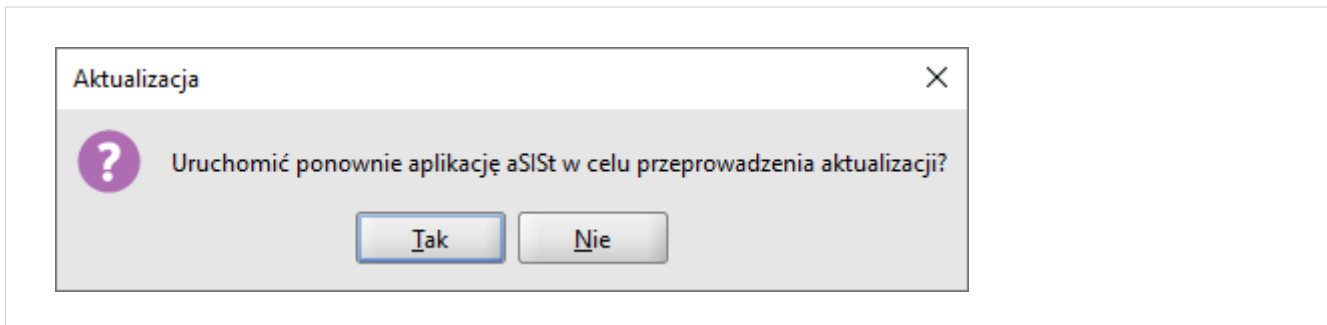 Aktualizacja
Uruchomić ponownie aplikację aSISt w celu przeprowadzenia aktualizacji?
Tak
Nie